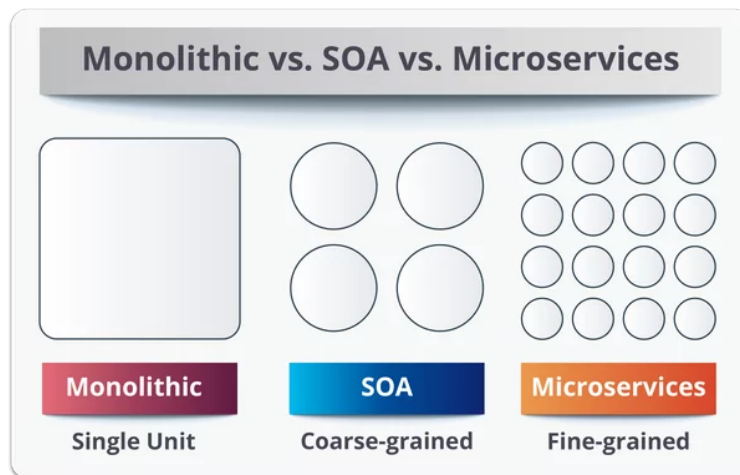 Monolithic vs. SOA vs. Microservices
Monolithic
SOA
Microservices
Single Unit
Coarse-grained
Fine-grained